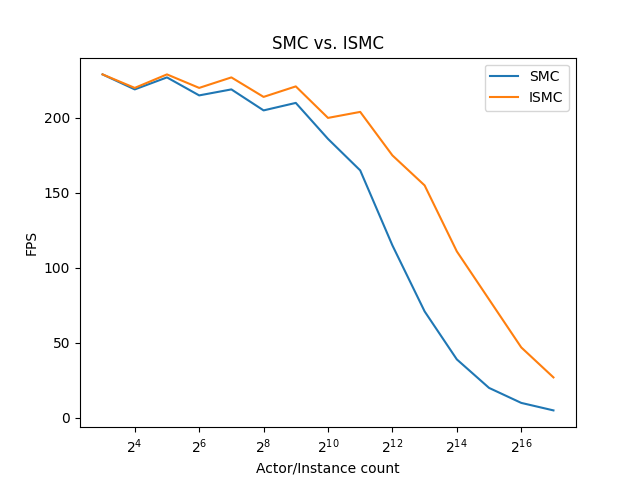 SMC vs. ISMC
SMC
ISMC
FPS
200
150
100
50
0
2^4 2^6 2^8 2^10 2^12 2^14 2^16
Actor/Instance count